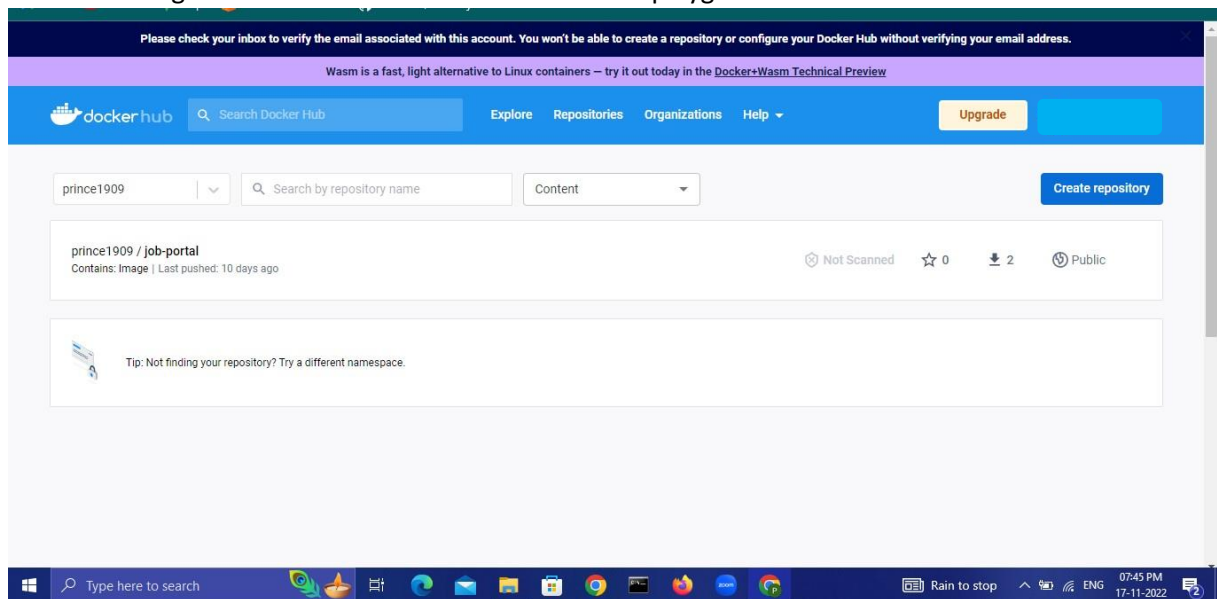 Please check your inbox to verify the email associated with this account. You won't be able to create a repository or configure your Docker Hub without verifying your email address.
Wasm is a fast, light alternative to Linux containers — try it out today in the Docker+Wasm Technical Preview
docker hub
Search Docker Hub
Explore
Repositories
Organizations
Help
Upgrade
prince1909
Search by repository name
Content
Create repository
prince1909 / job-portal
Contains: Image | Last pushed: 10 days ago
Not Scanned
0
2
Public
Tip: Not finding your repository? Try a different namespace.
Type here to search
zoom
Rain to stop
ENG
07:45 PM
17-11-2022
2